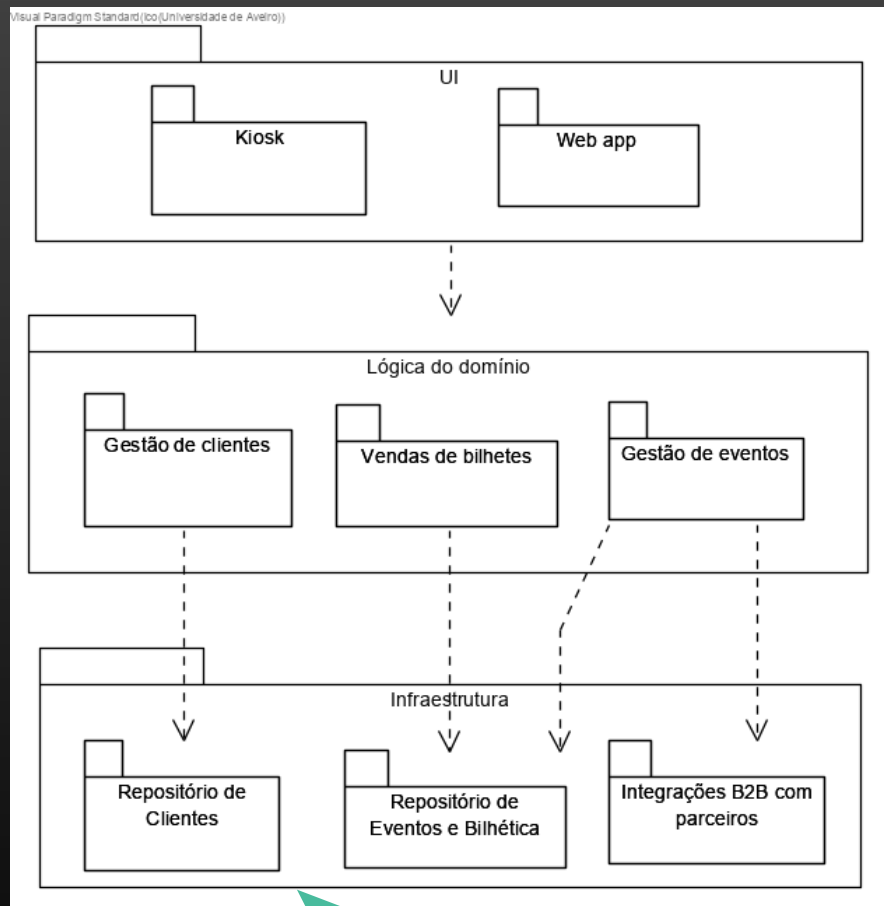 Visual Paradigm Standard(ico(Universidade de Aveiro))
UI
Kiosk
Web app
Lógica do domínio
Gestão de clientes
Vendas de bilhetes
Gestão de eventos
Infraestrutura
Repositório de
Clientes
Repositório de
Eventos e Bilhética
Integrações B2B com
parceiros